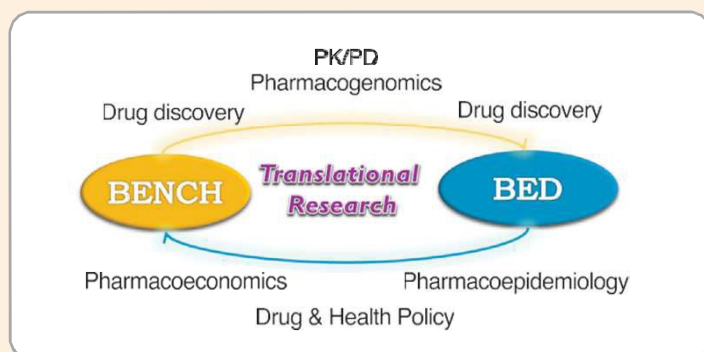 PK/PD
Pharmacogenomics
Drug discovery
Drug discovery
BENCH
Translational
Research
BED
Pharmacoeconomics
Pharmacoepidemiology
Drug & Health Policy